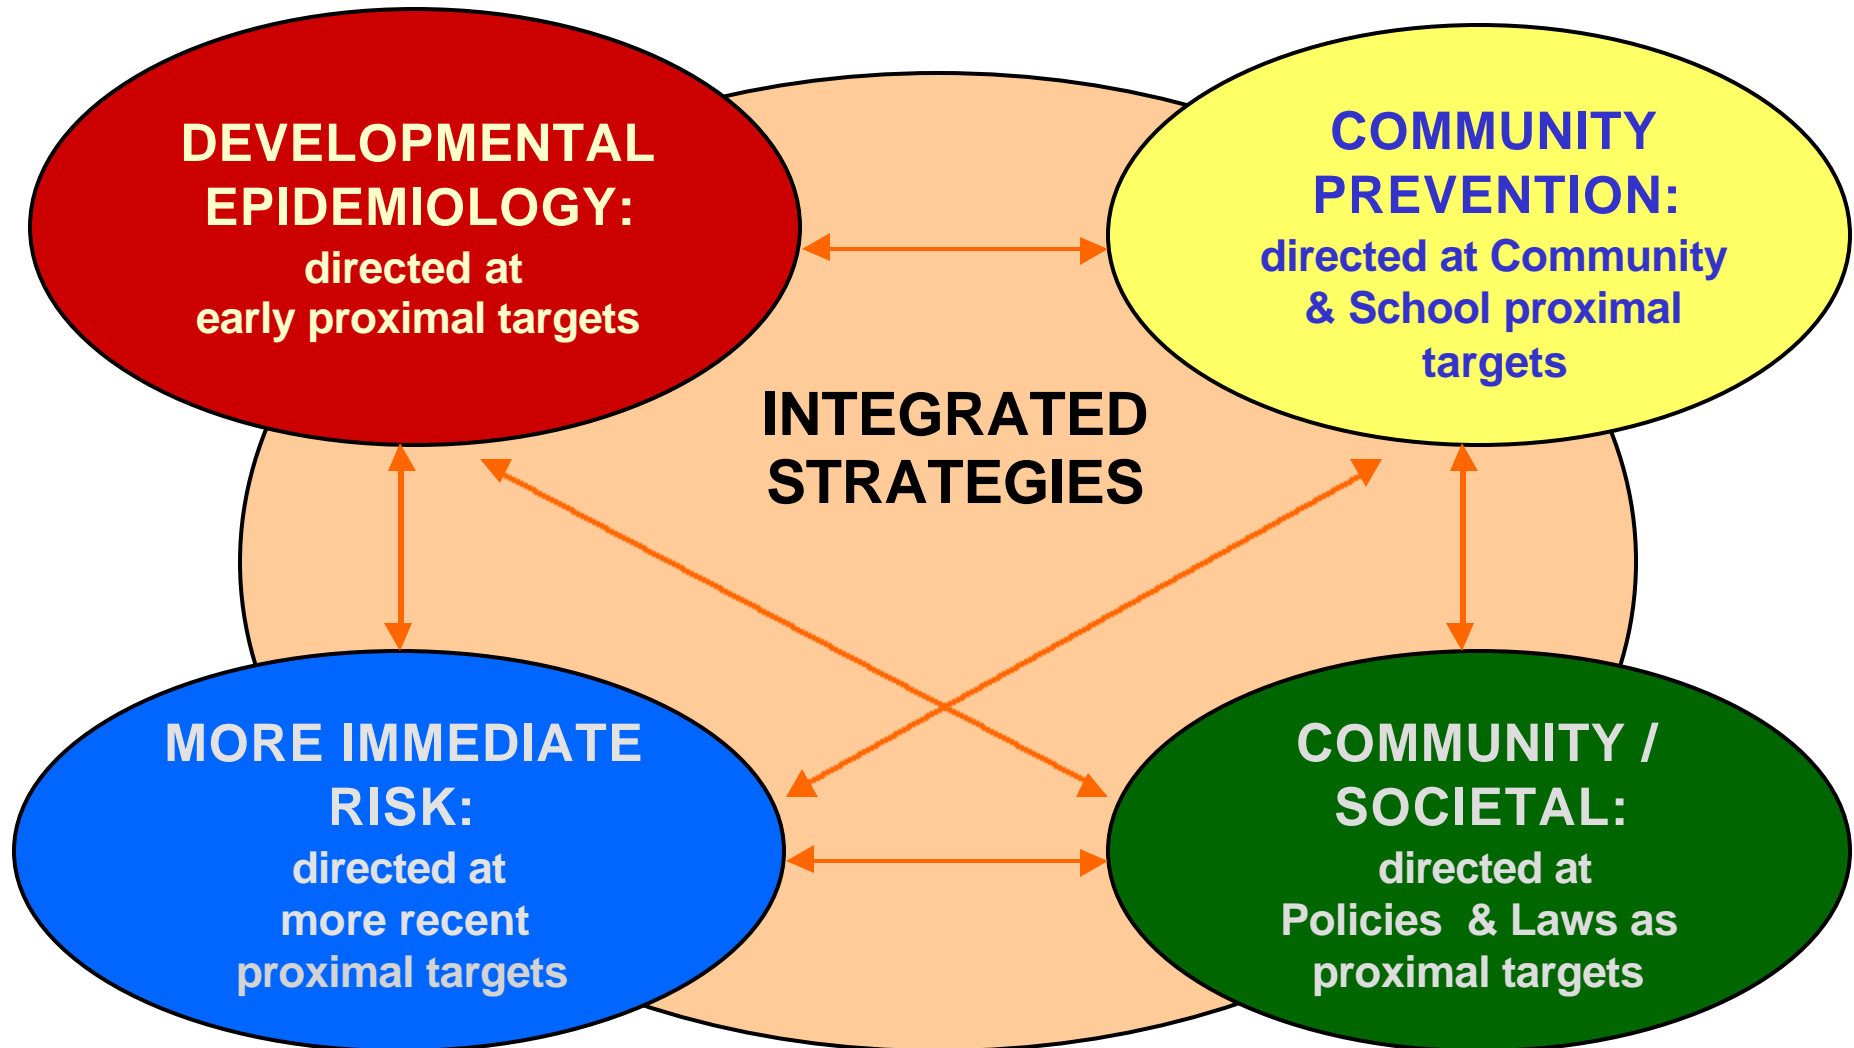 DEVELOPMENTAL
EPIDEMIOLOGY:
directed at
early proximal targets
COMMUNITY
PREVENTION:
directed at Community
& School proximal
targets
INTEGRATED
STRATEGIES
MORE IMMEDIATE
RISK:
directed at
more recent
proximal targets
COMMUNITY /
SOCIETAL:
directed at
Policies & Laws as
proximal targets